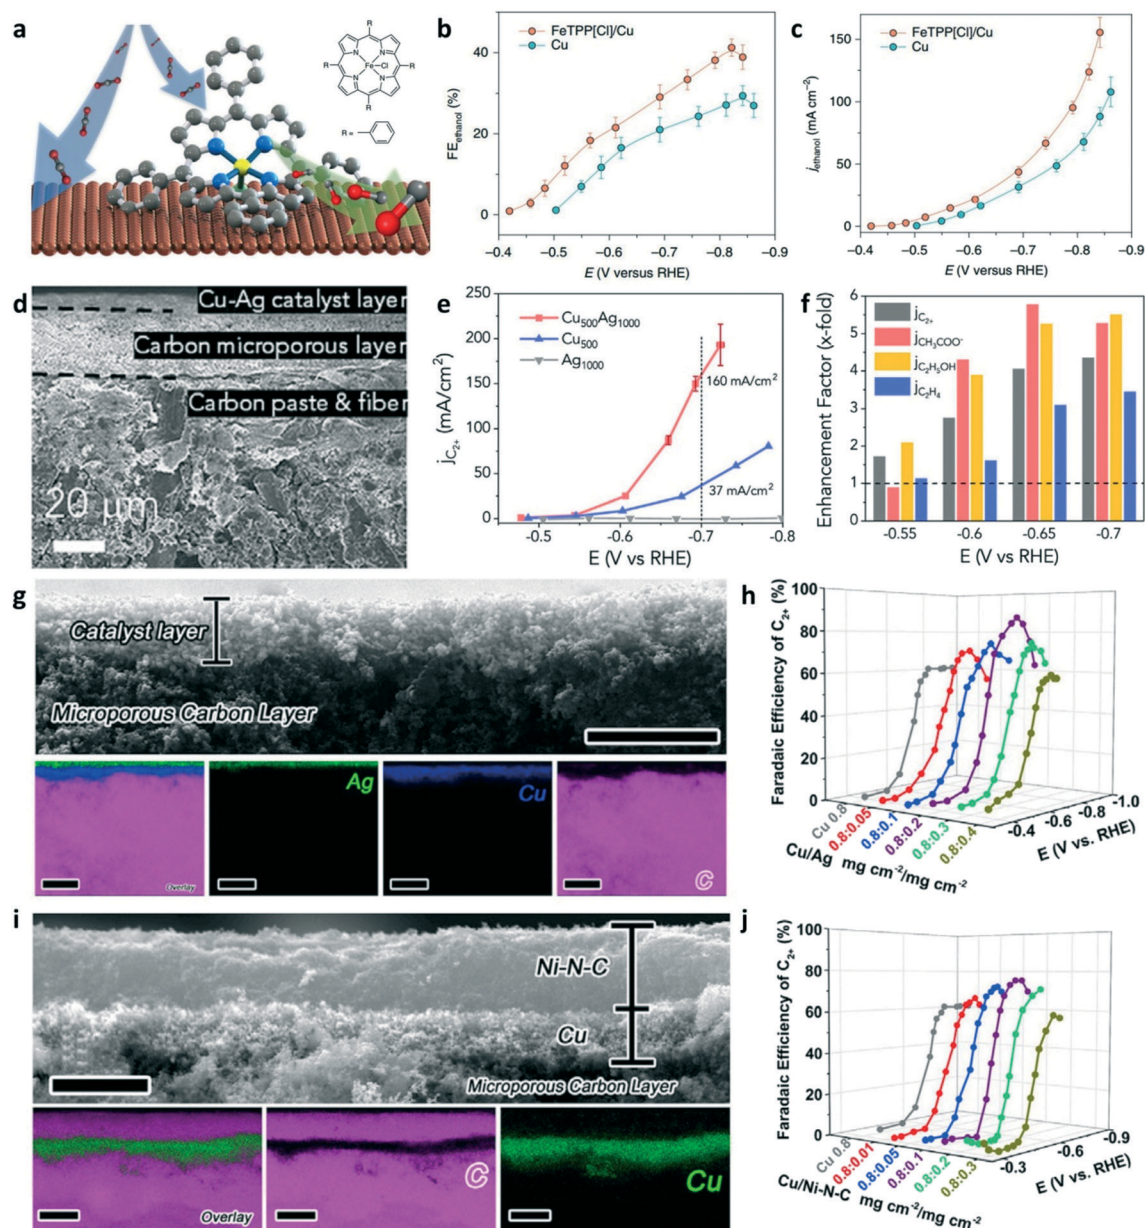 a
R
N
N
Fe
Cl
N
N
R
R
R
R =
b
FeTPP[Cl]/Cu
Cu
FE_ethanol (%)
40
20
0
-0.4 -0.5 -0.6 -0.7 -0.8 -0.9
E (V versus RHE)
c
FeTPP[Cl]/Cu
Cu
j_ethanol (mA cm⁻²)
150
100
50
0
-0.4 -0.5 -0.6 -0.7 -0.8 -0.9
E (V versus RHE)
d
Cu-Ag catalyst layer
Carbon microporous layer
Carbon paste & fiber
20 μm
e
Cu₅₀₀Ag₁₀₀₀
Cu₅₀₀
Ag₁₀₀₀
j_C₂₊ (mA/cm²)
250
200
150
100
50
0
160 mA/cm²
37 mA/cm²
-0.5 -0.6 -0.7 -0.8
E (V vs RHE)
f
j_C₂₊
j_CH₃COO⁻
j_C₂H₅OH
j_C₂H₄
Enhancement Factor (x-fold)
6
5
4
3
2
1
0
-0.55 -0.6 -0.65 -0.7
E (V vs RHE)
g
Catalyst layer
Microporous Carbon Layer
Overlay
Ag
Cu
C
h
Faradaic Efficiency of C₂₊ (%)
100
80
60
40
20
0
Cu 0.8
0.8:0.05
0.8:0.1
0.8:0.2
0.8:0.3
0.8:0.4
Cu/Ag mg cm⁻²/mg cm⁻²
-0.4
-0.6
-0.8
-1.0
E (V vs. RHE)
i
Ni-N-C
Cu
Microporous Carbon Layer
Overlay
C
Cu
j
Faradaic Efficiency of C₂₊ (%)
100
80
60
40
20
0
Cu 0.8
0.8:0.01
0.8:0.05
0.8:0.1
0.8:0.2
0.8:0.3
Cu/Ni-N-C mg cm⁻²/mg cm⁻²
-0.3
-0.6
-0.9
E (V vs. RHE)